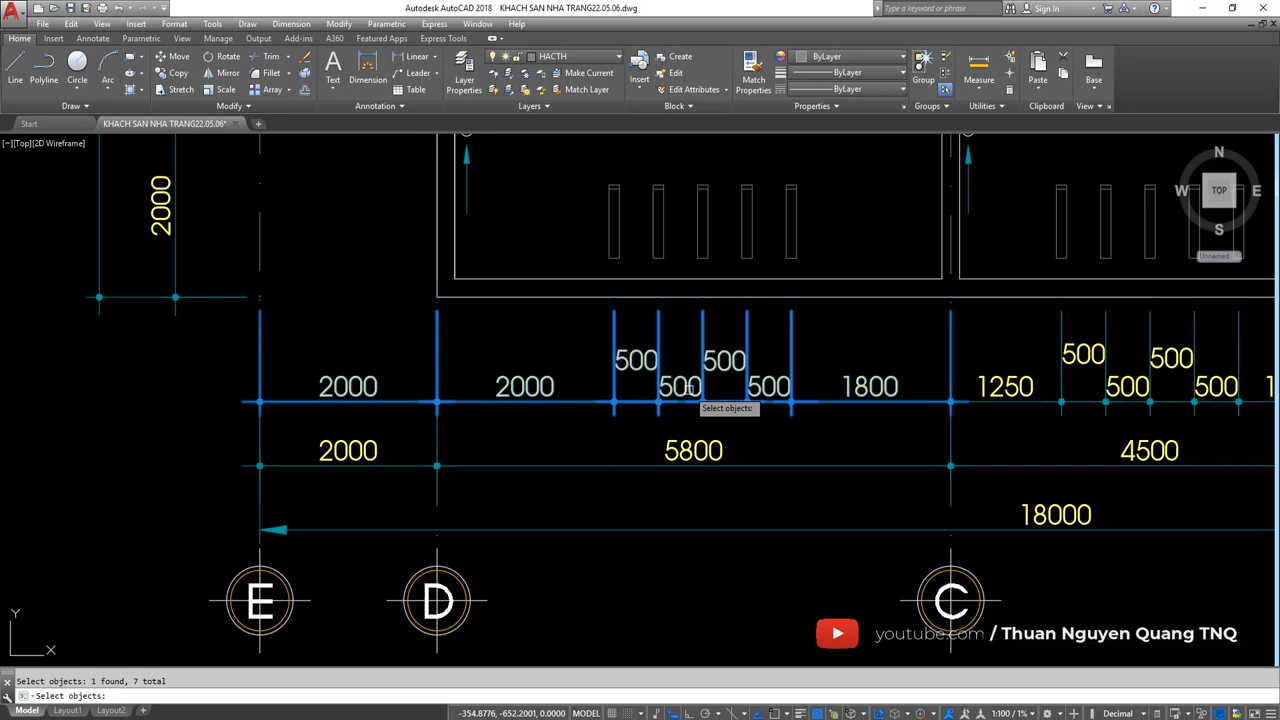 Autodesk AutoCAD 2018 KHACH SAN NHA TRANG22.05.06.dwg
Type a keyword or phrase
Sign In
File Edit View Insert Format Tools Draw Dimension Modify Parametric Express Window Help
Home Insert Annotate Parametric View Manage Output Add-ins A360 Featured Apps Express Tools
Line Polyline Circle Arc
Move Rotate Trim
Copy Mirror Fillet
Stretch Scale Array
Text Dimension
Linear
Leader
Table
Layer Properties
HACTH
Make Current
Match Layer
Insert
Create
Edit
Edit Attributes
Match Properties
ByLayer
ByLayer
ByLayer
Group
Measure
Paste
Base
Draw Modify Annotation Layers Block Properties Groups Utilities Clipboard View
Start
KHACH SAN NHA TRANG22.05.06*
[−][Top][2D Wireframe]
N
W TOP E
S
Unnamed
2000
500 500 500 500
2000 2000 500 500 1800 1250 500 500
Select objects:
2000 5800 4500
18000
E D C
youtube.com / Thuan Nguyen Quang TNQ
Y
X
Select objects: 1 found, 7 total
Select objects:
Model Layout1 Layout2 +
-354.8776, -652.2001, 0.0000 MODEL
1:100 / 1%
Decimal